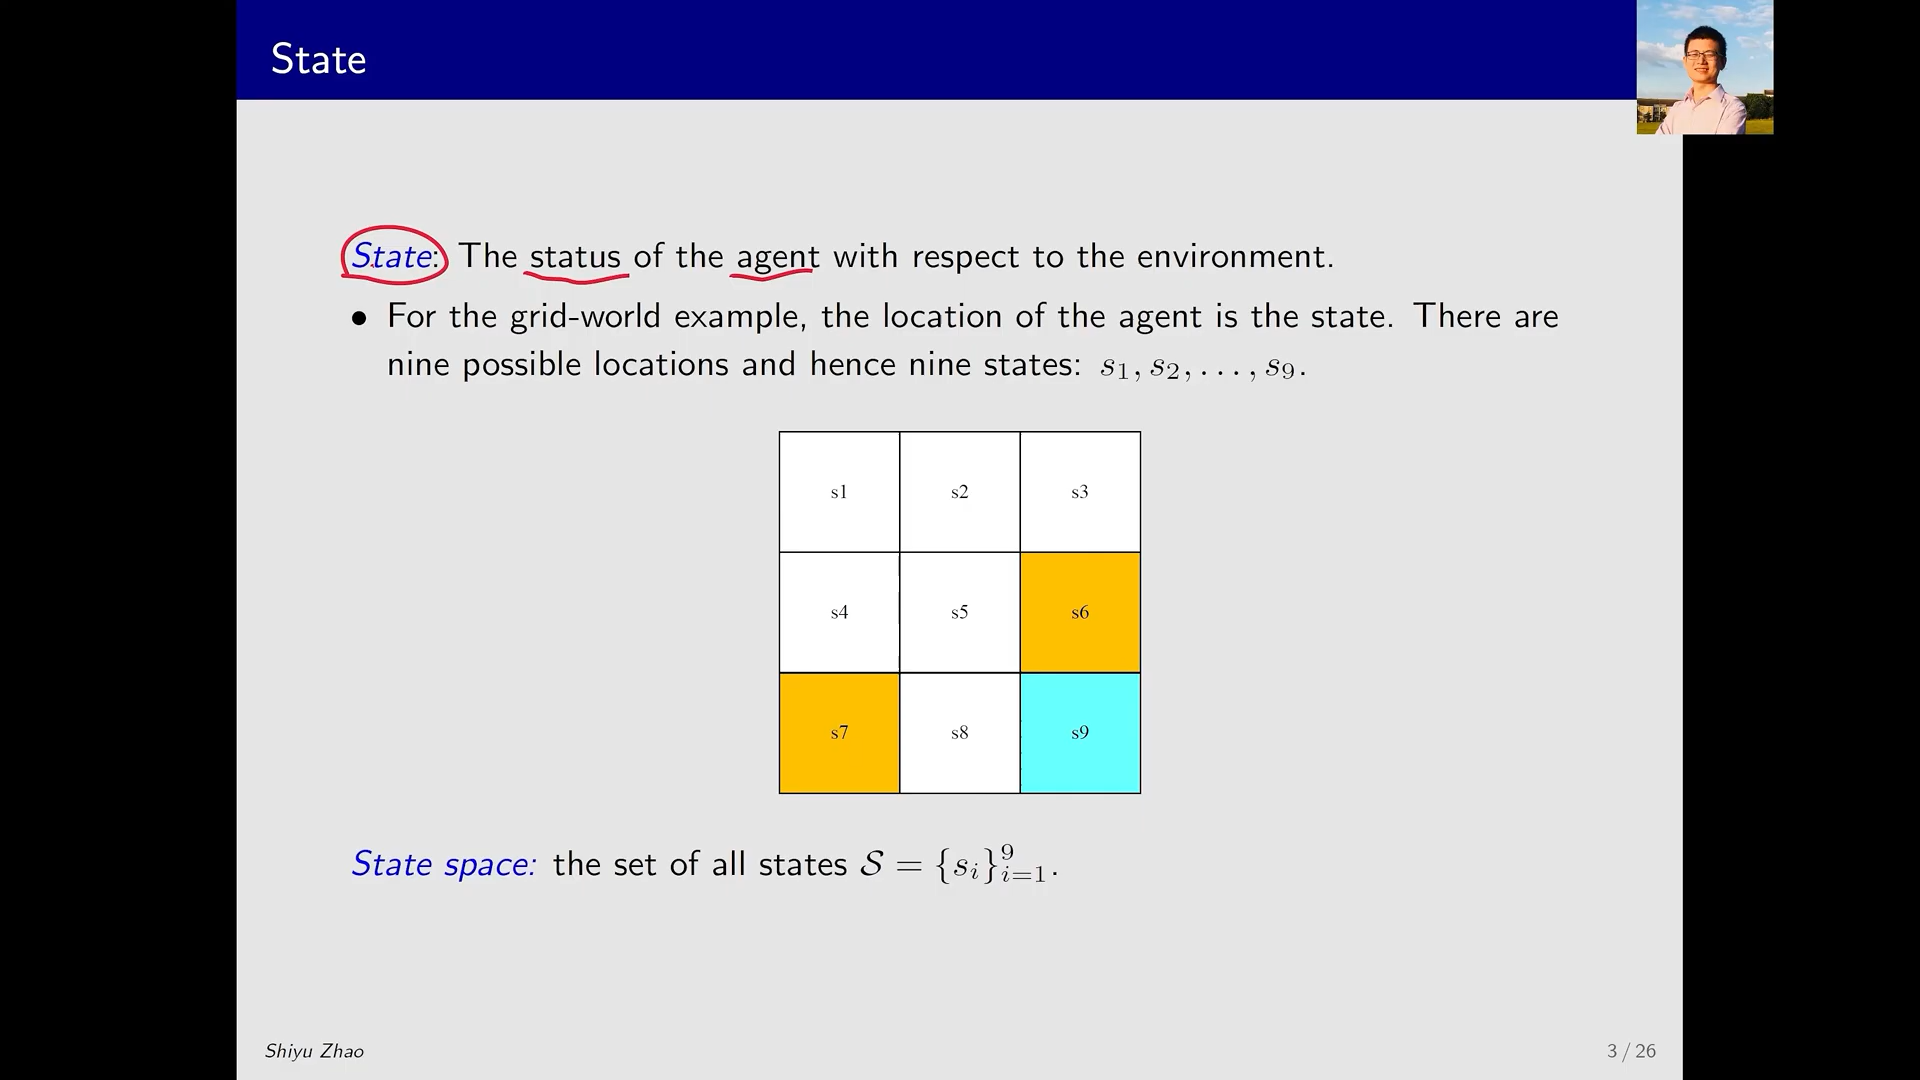 State
State: The status of the agent with respect to the environment.
• For the grid-world example, the location of the agent is the state. There are
nine possible locations and hence nine states: s₁, s₂, . . . , s₉.
s1 s2 s3
s4 s5 s6
s7 s8 s9
State space: the set of all states 𝒮 = {sᵢ}⁹ᵢ₌₁.
Shiyu Zhao
3 / 26